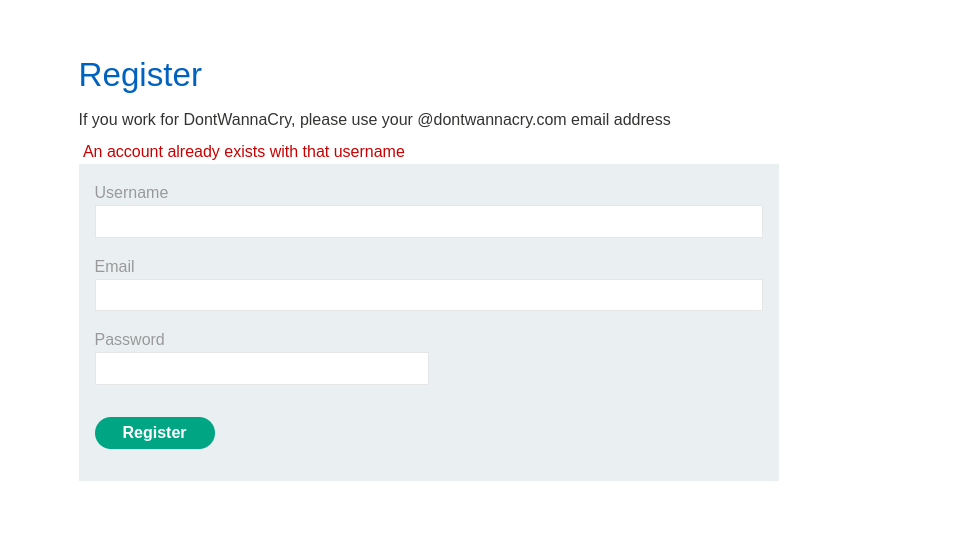 Register
If you work for DontWannaCry, please use your @dontwannacry.com email address
An account already exists with that username
Username
Email
Password
Register